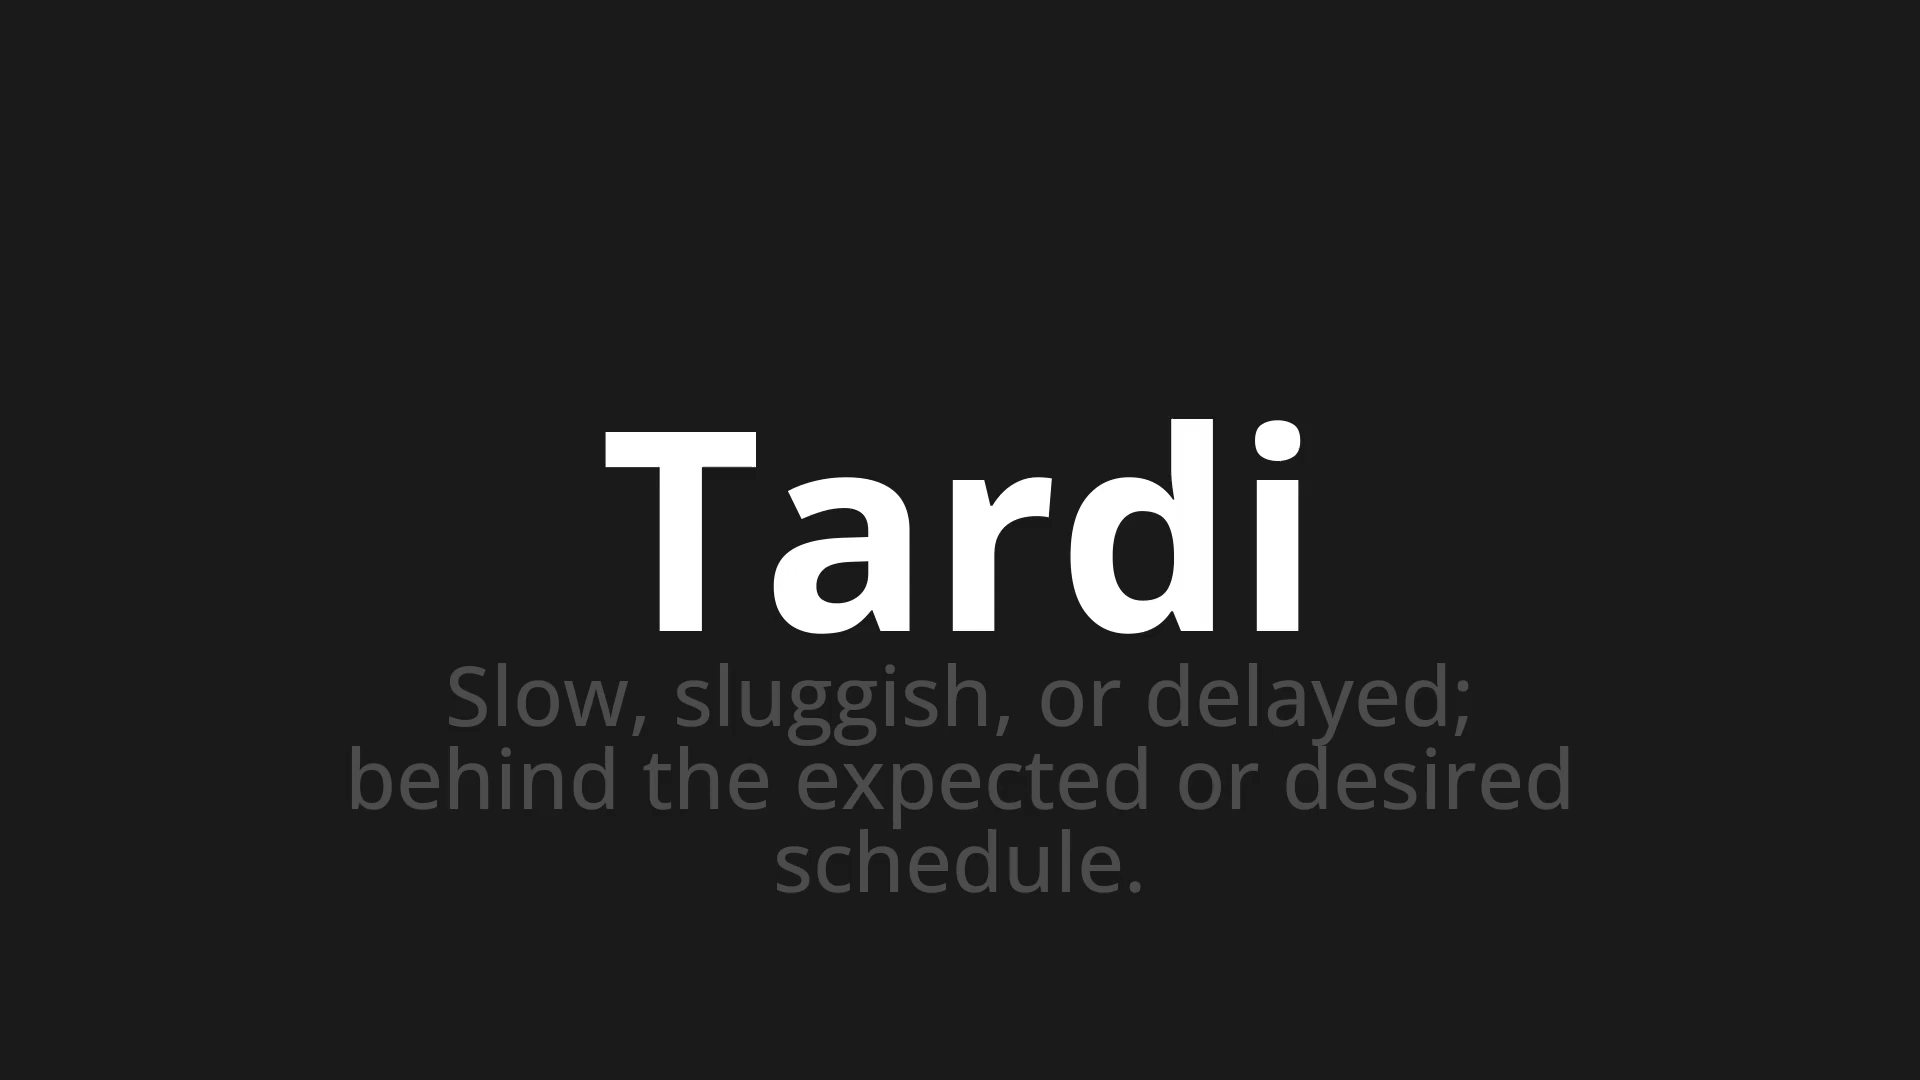 Tardi
Slow, sluggish, or delayed;
behind the expected or desired
schedule.